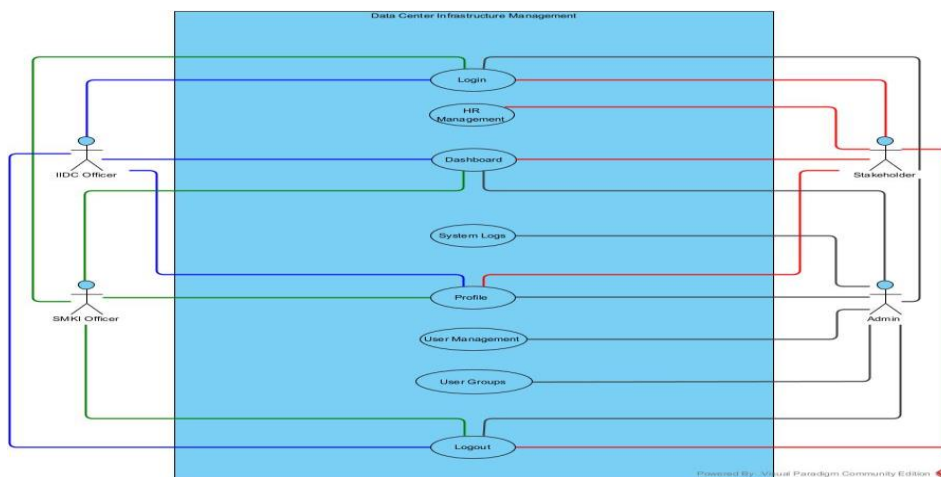 Data Center Infrastructure Management
Login
HR
Management
Dashboard
IIDC Officer
Stakeholder
System Logs
Profile
SMKI Officer
Admin
User Management
User Groups
Logout
Powered By: Visual Paradigm Community Edition